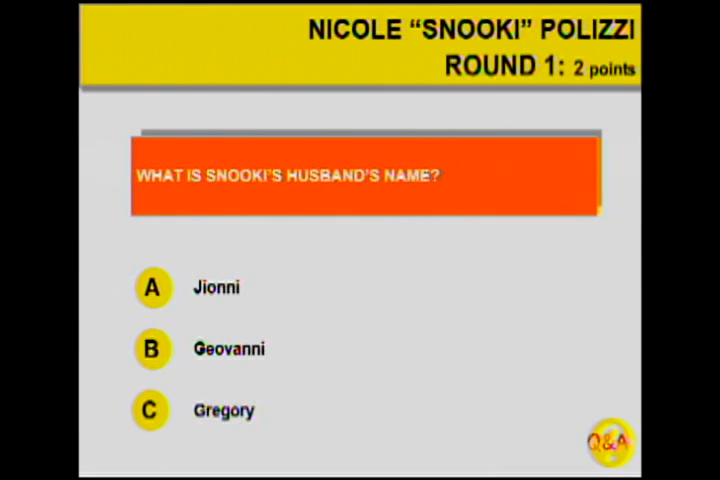 NICOLE “SNOOKI” POLIZZI
ROUND 1: 2 points
WHAT IS SNOOKI'S HUSBAND'S NAME?
A Jionni
B Geovanni
C Gregory
Q&A